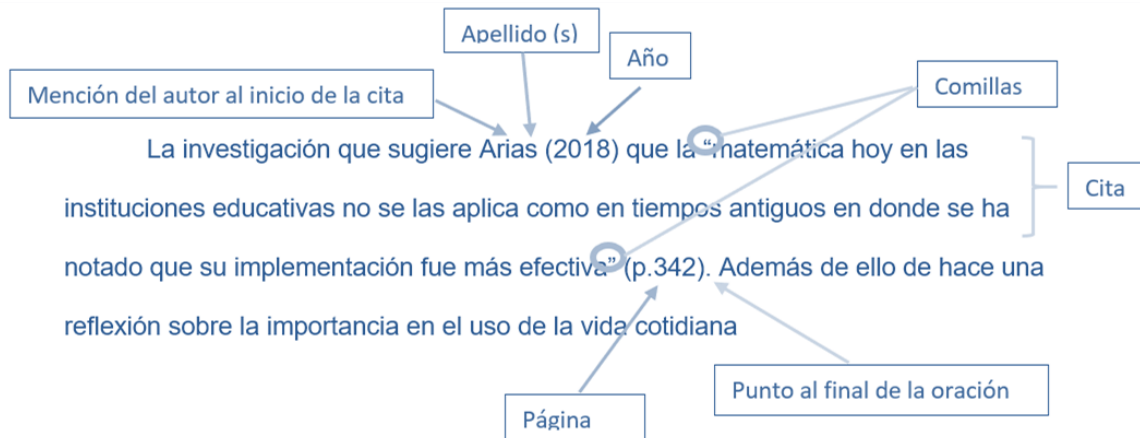 Apellido (s)
Año
Mención del autor al inicio de la cita
Comillas
La investigación que sugiere Arias (2018) que la “matemática hoy en las
instituciones educativas no se las aplica como en tiempos antiguos en donde se ha
notado que su implementación fue más efectiva” (p.342). Además de ello de hace una
reflexión sobre la importancia en el uso de la vida cotidiana
Cita
Punto al final de la oración
Página